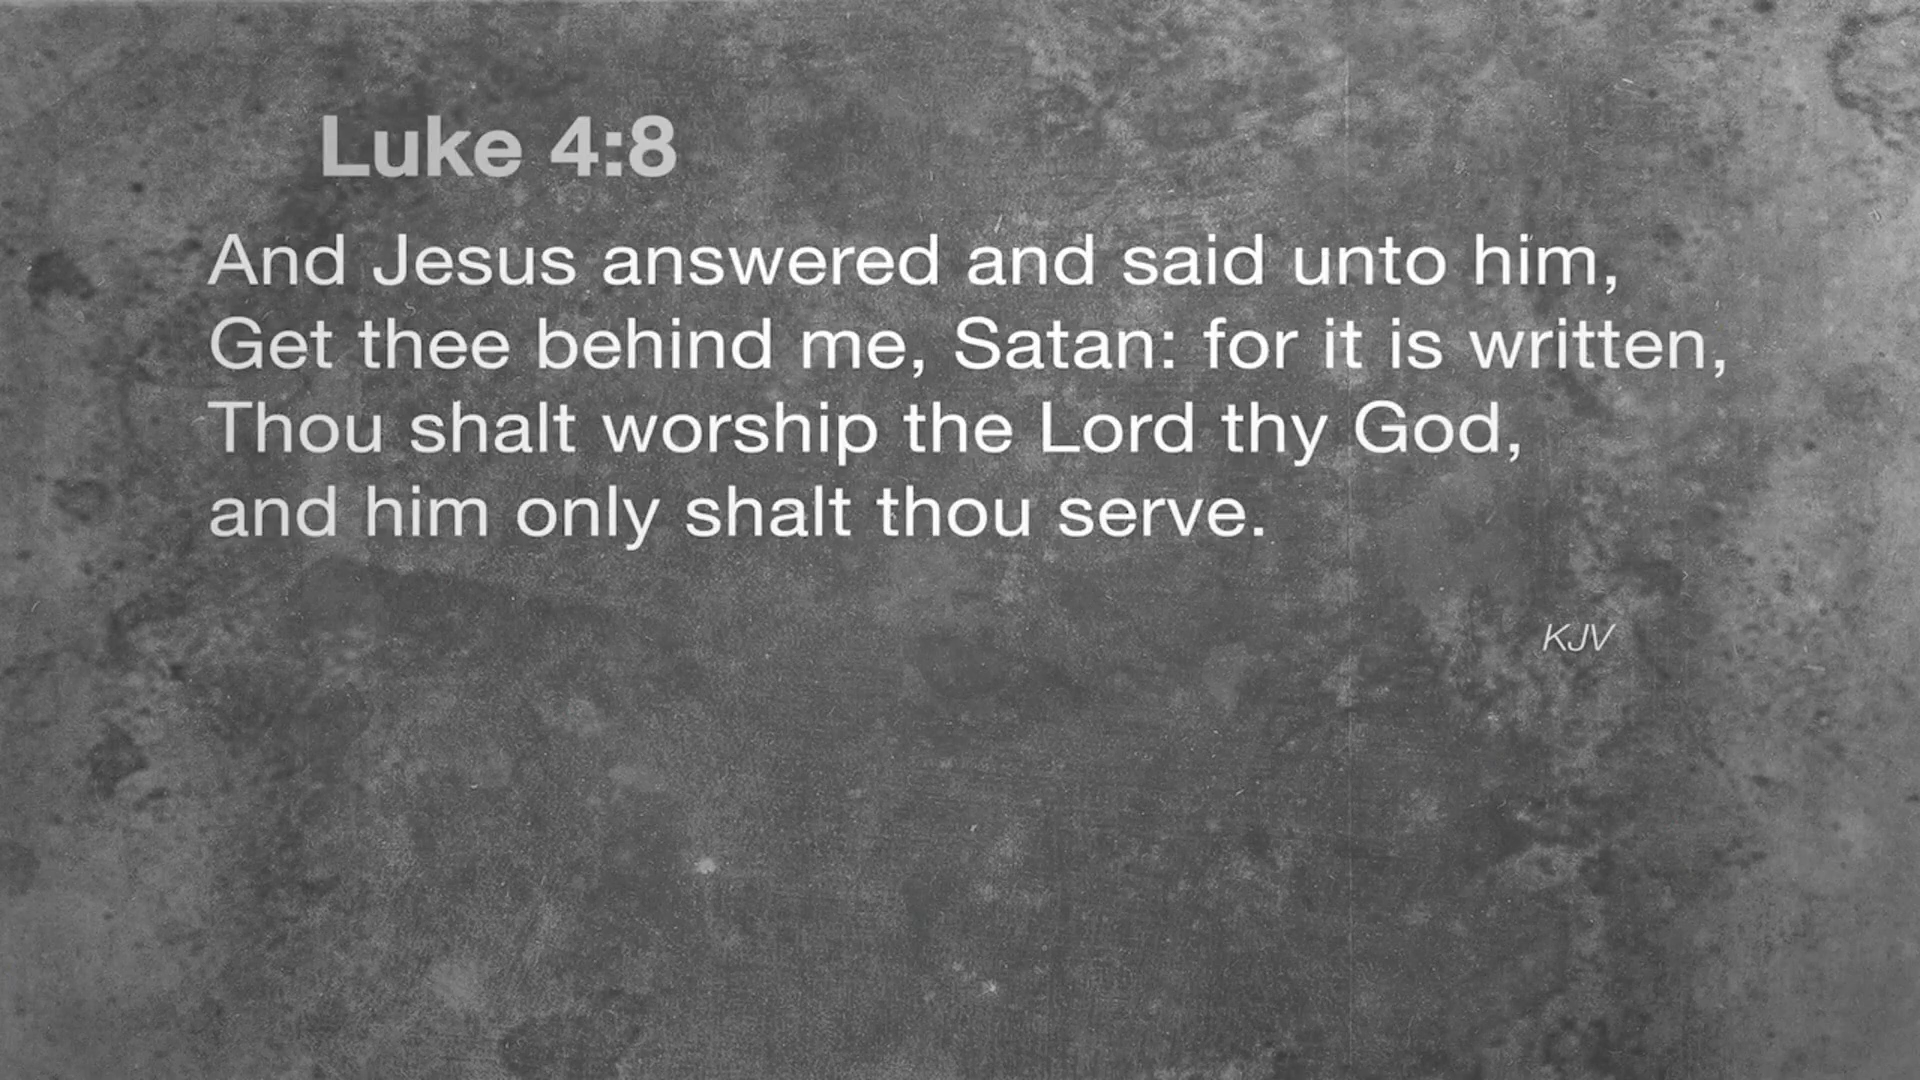 Luke 4:8
And Jesus answered and said unto him,
Get thee behind me, Satan: for it is written,
Thou shalt worship the Lord thy God,
and him only shalt thou serve.
KJV